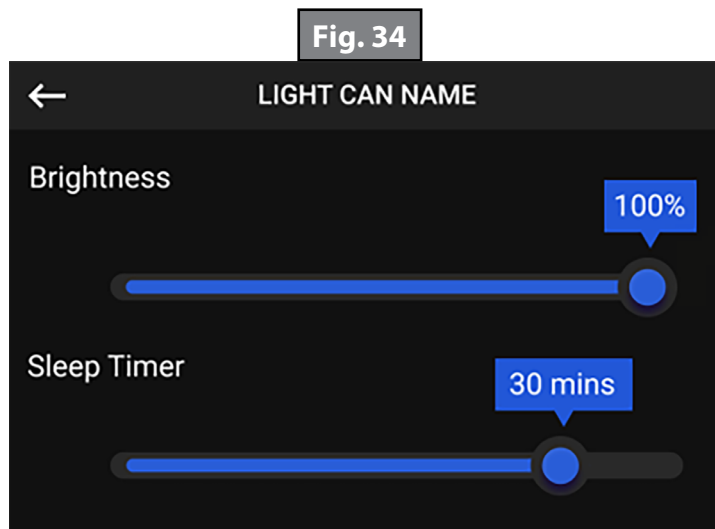 Fig. 34
LIGHT CAN NAME
Brightness
100%
Sleep Timer
30 mins